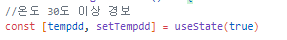 //온도 30도 이상 경보
const [tempdd, setTempdd] = useState(true)